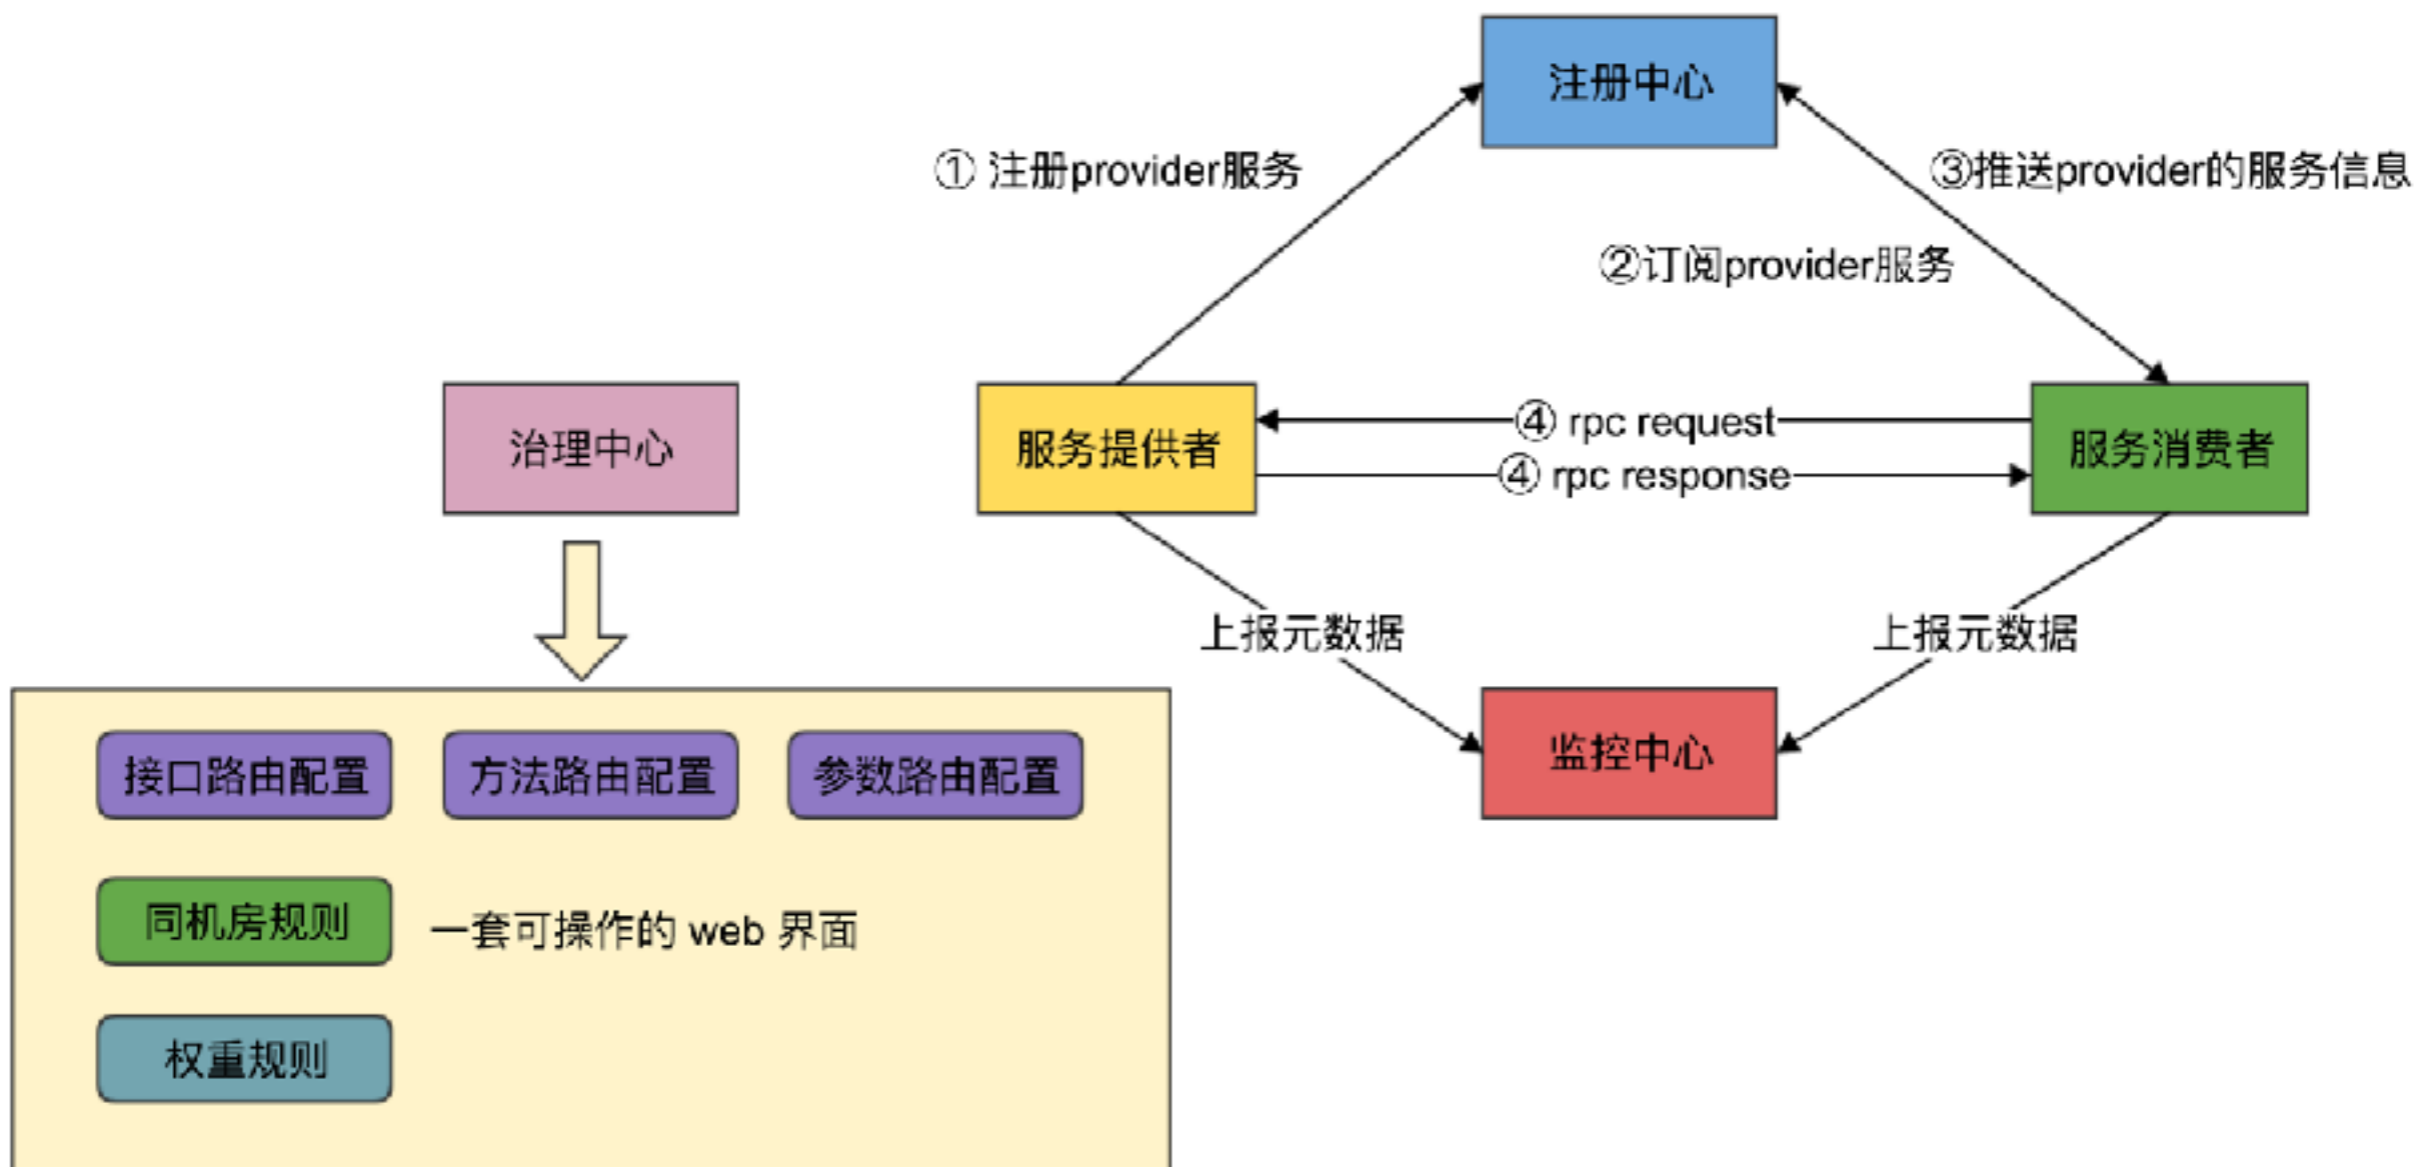 注册中心
① 注册provider服务
③推送provider的服务信息
②订阅provider服务
治理中心
服务提供者
④ rpc request
④ rpc response
服务消费者
上报元数据
上报元数据
监控中心
接口路由配置
方法路由配置
参数路由配置
同机房规则
一套可操作的 web 界面
权重规则